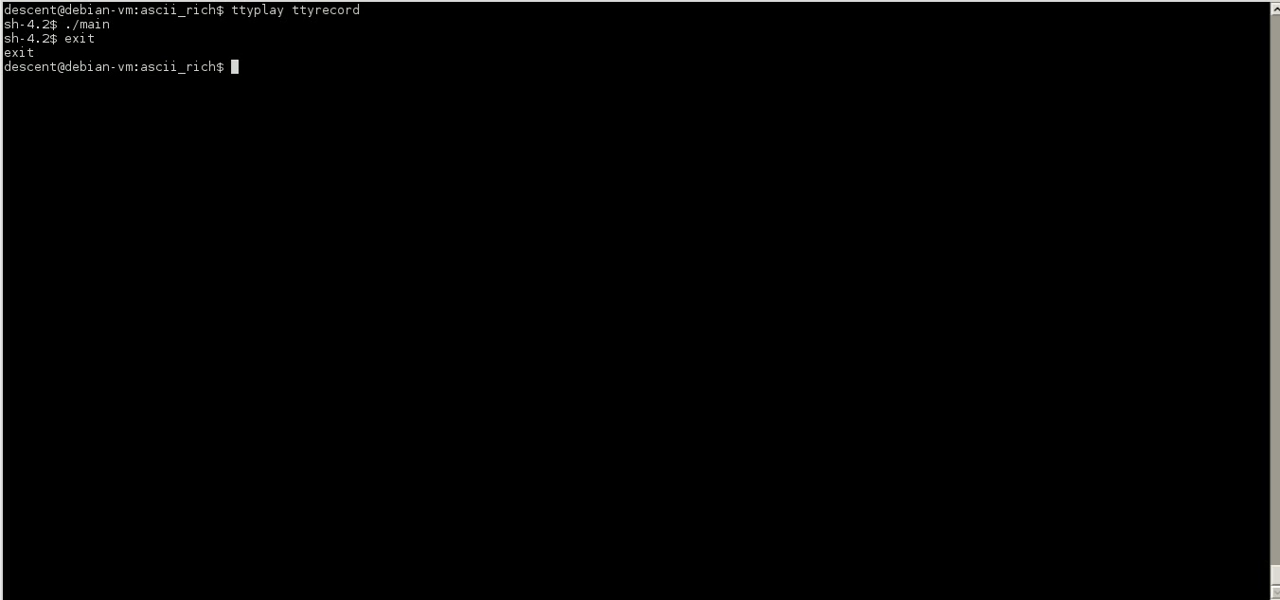 descent@debian-vm:ascii_rich$ ttyplay ttyrecord
sh-4.2$ ./main
sh-4.2$ exit
exit
descent@debian-vm:ascii_rich$